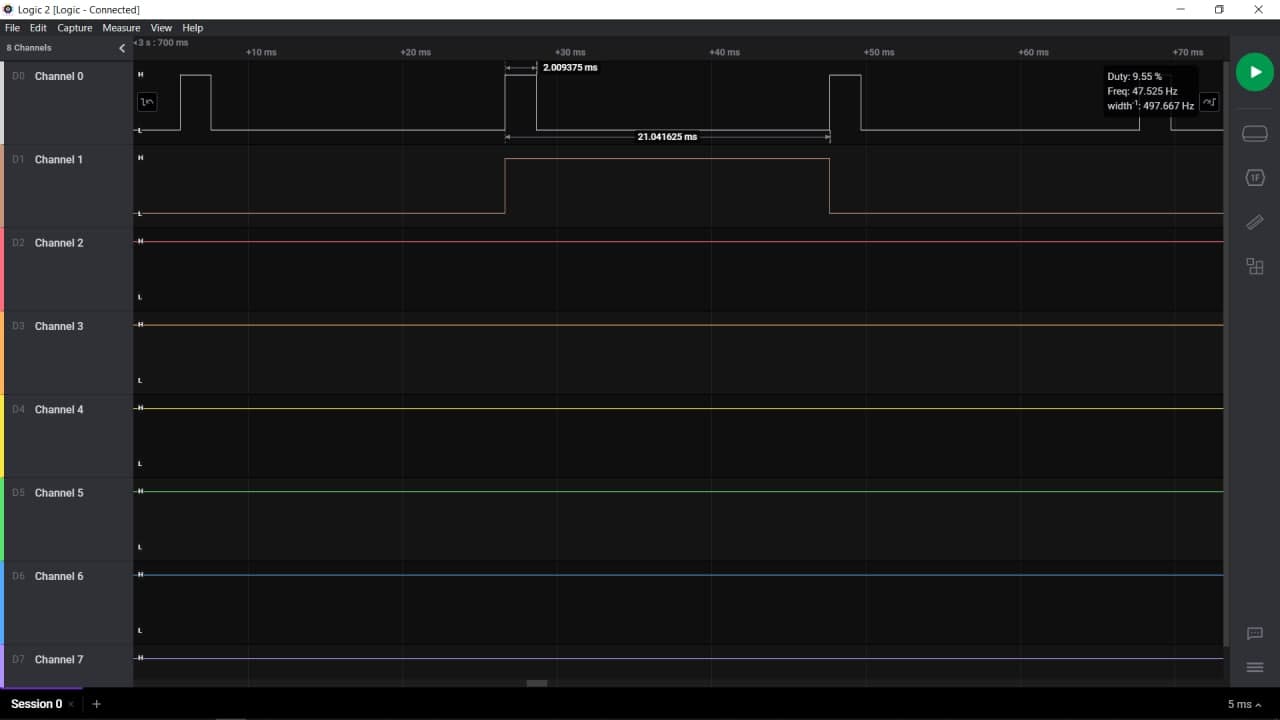 Logic 2 [Logic - Connected]
File Edit Capture Measure View Help
8 Channels
3 s : 700 ms
+10 ms +20 ms +30 ms +40 ms +50 ms +60 ms +70 ms
D0 Channel 0
H
L
2.009375 ms
21.041625 ms
Duty: 9.55 %
Freq: 47.525 Hz
width-1: 497.667 Hz
D1 Channel 1
H
L
D2 Channel 2
H
L
D3 Channel 3
H
L
D4 Channel 4
H
L
D5 Channel 5
H
L
D6 Channel 6
H
L
D7 Channel 7
H
1F
Session 0
5 ms